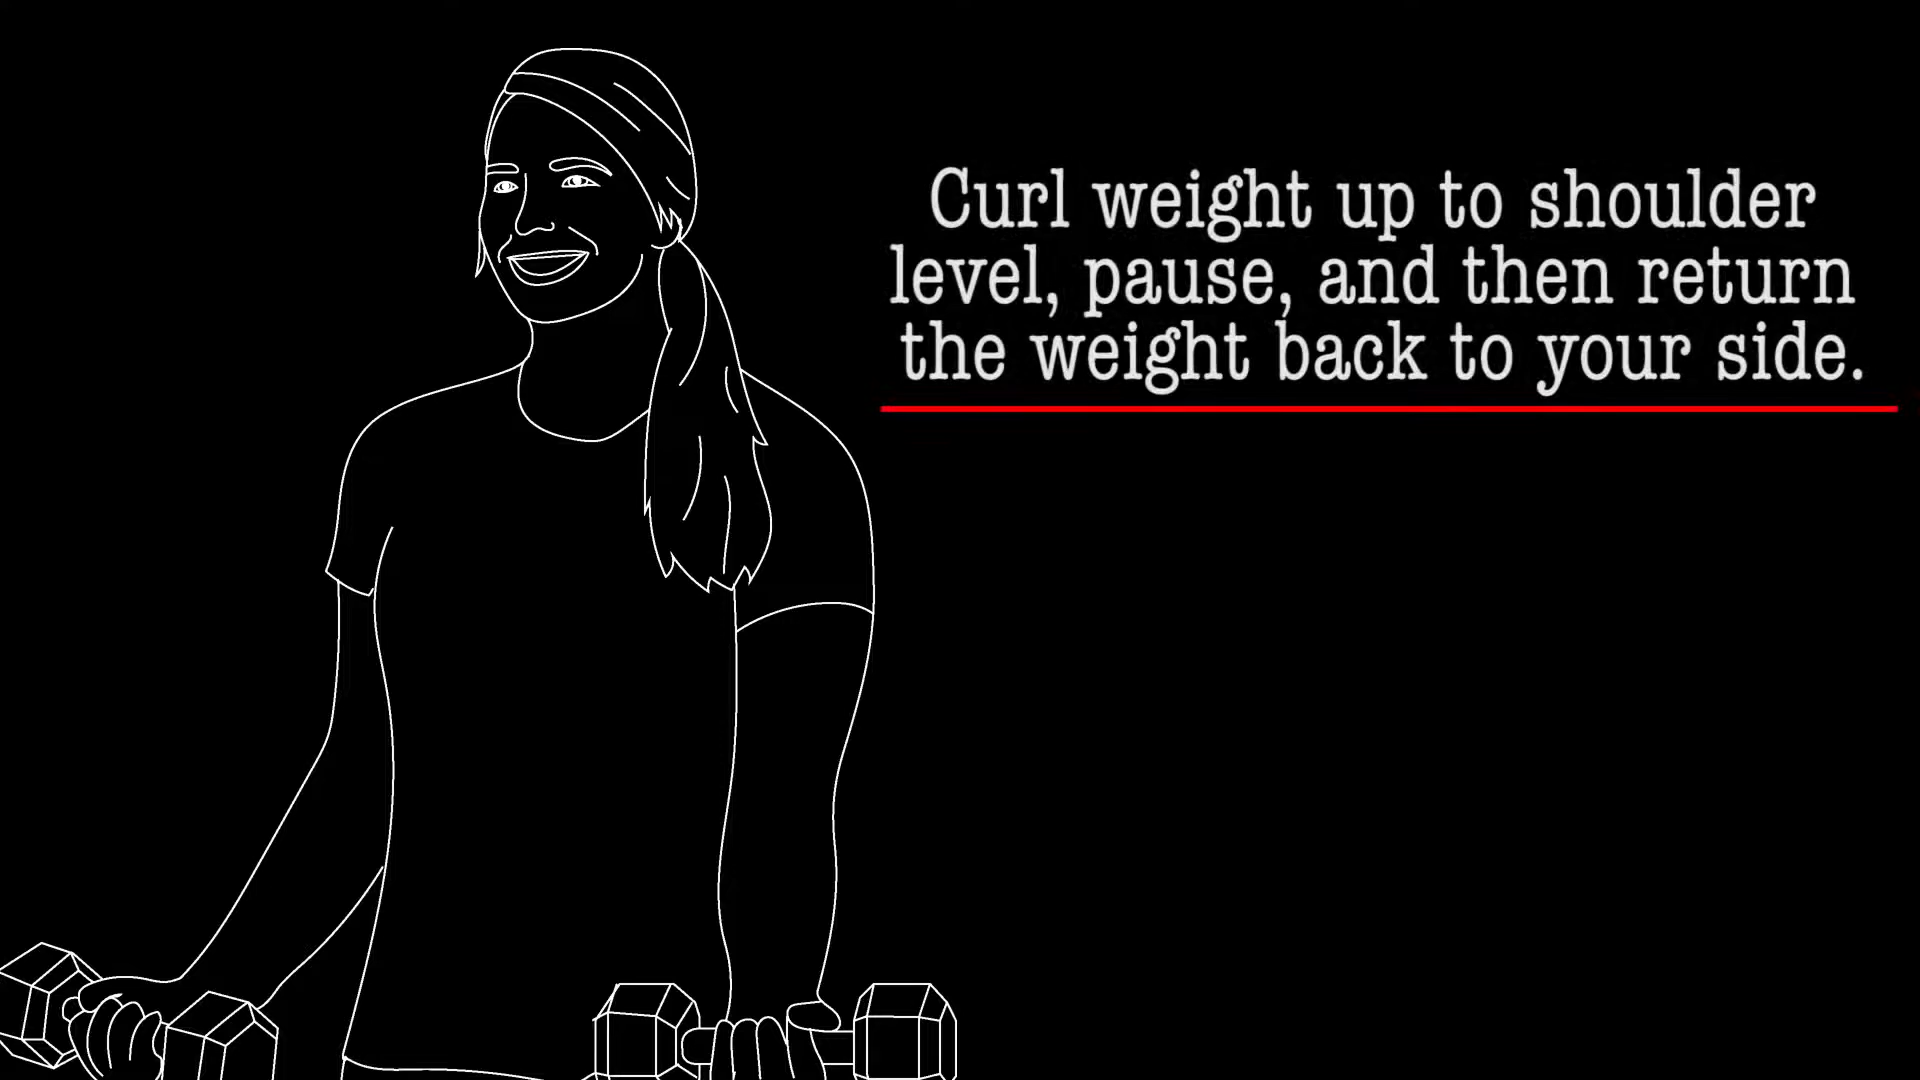 Curl weight up to shoulder
level, pause, and then return
the weight back to your side.